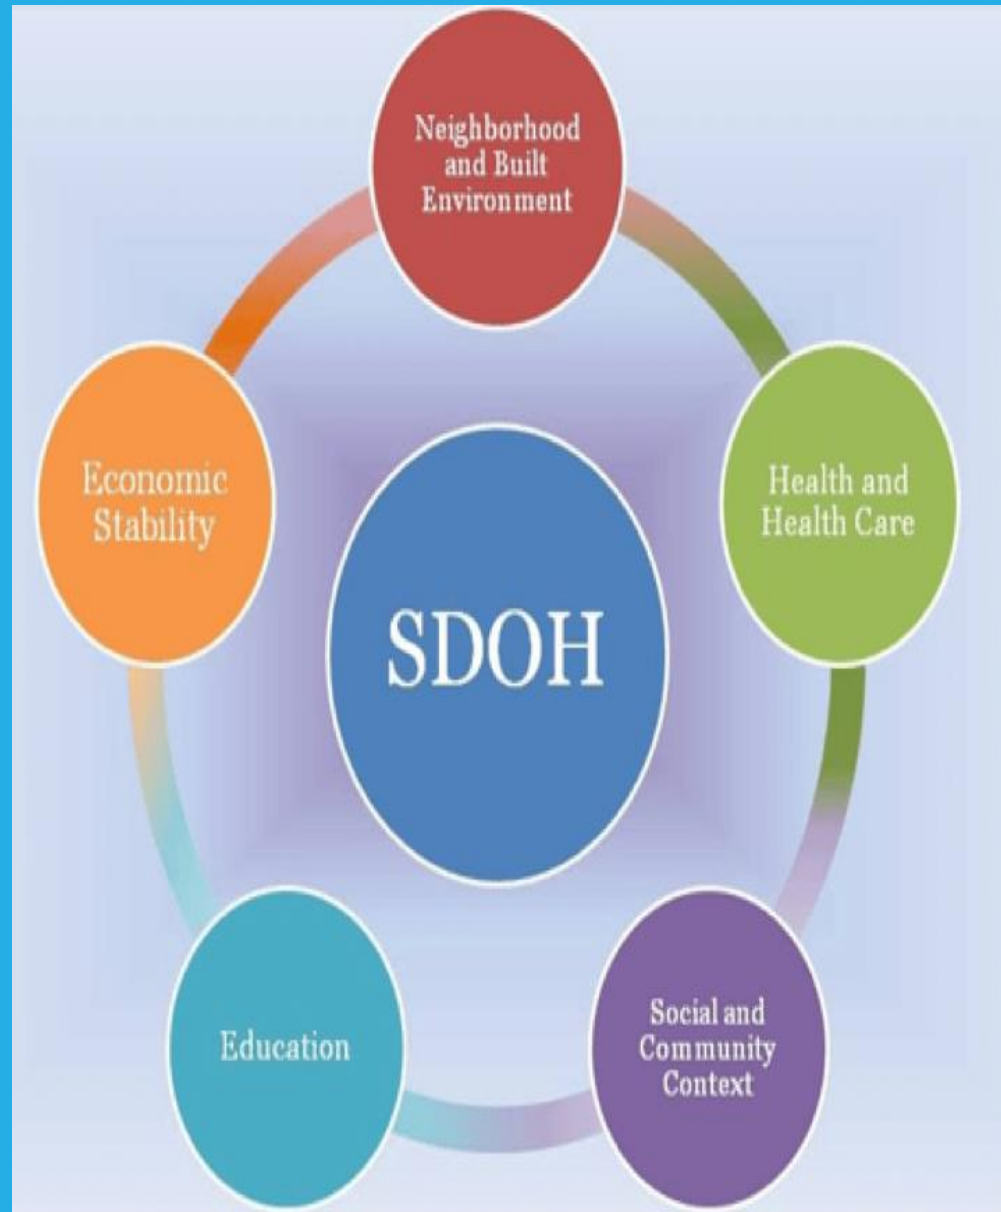 Neighborhood
and Built
Environment
Economic
Stability
Health and
Health Care
SDOH
Education
Social and
Community
Context